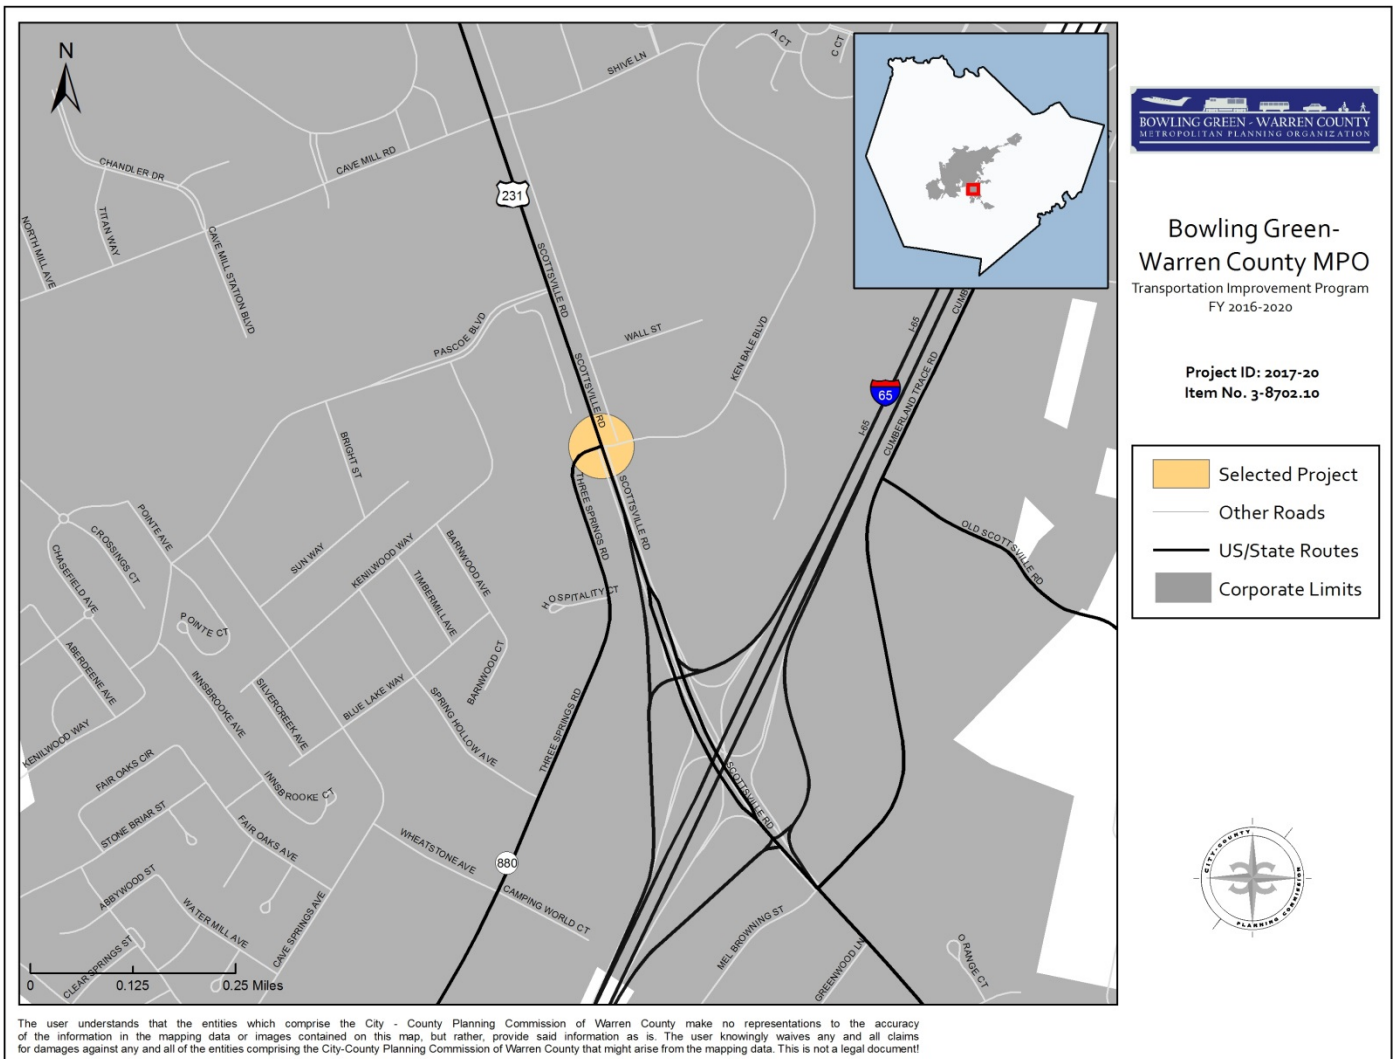 N
A CT
C CT
SHIVE LN
CAVE MILL RD
CHANDLER DR
TITAN WAY
NORTH MILL AVE
CAVE MILL STATION BLVD
231
SCOTTSVILLE RD
PASCOE BLVD
WALL ST
KEN BALE BLVD
SCOTTSVILLE RD
I-65
CUMB
65
I-65
CUMBERLAND TRACE RD
BRIGHT ST
THREE SPRINGS RD
SCOTTSVILLE RD
OLD SCOTTSVILLE RD
POINTE AVE
CROSSINGS CT
CHASEFIELD AVE
SUN WAY
KENILWOOD WAY
BARNWOOD AVE
TIMBERMILL AVE
HOSPITALITY CT
POINTE CT
ABERDEENE AVE
INNSBROOKE AVE
SILVERCREEK AVE
BLUE LAKE WAY
BARNWOOD CT
SPRING HOLLOW AVE
THREE SPRINGS RD
KENILWOOD WAY
FAIR OAKS CIR
INNSBROOKE CT
SCOTTSVILLE RD
STONE BRIAR ST
FAIR OAKS AVE
WHEATSTONE AVE
880
CAMPING WORLD CT
ABBYWOOD ST
WATER MILL AVE
CAVE SPRINGS AVE
CLEAR SPRINGS ST
MEL BROWNING ST
GREENWOOD LN
ORANGE CT
0 0.125 0.25 Miles
BOWLING GREEN - WARREN COUNTY
METROPOLITAN PLANNING ORGANIZATION
Bowling Green-
Warren County MPO
Transportation Improvement Program
FY 2016-2020
Project ID: 2017-20
Item No. 3-8702.10
Selected Project
Other Roads
US/State Routes
Corporate Limits
CITY-COUNTY
PLANNING COMMISSION
The user understands that the entities which comprise the City - County Planning Commission of Warren County make no representations to the accuracy
of the information in the mapping data or images contained on this map, but rather, provide said information as is. The user knowingly waives any and all claims
for damages against any and all of the entities comprising the City-County Planning Commission of Warren County that might arise from the mapping data. This is not a legal document!